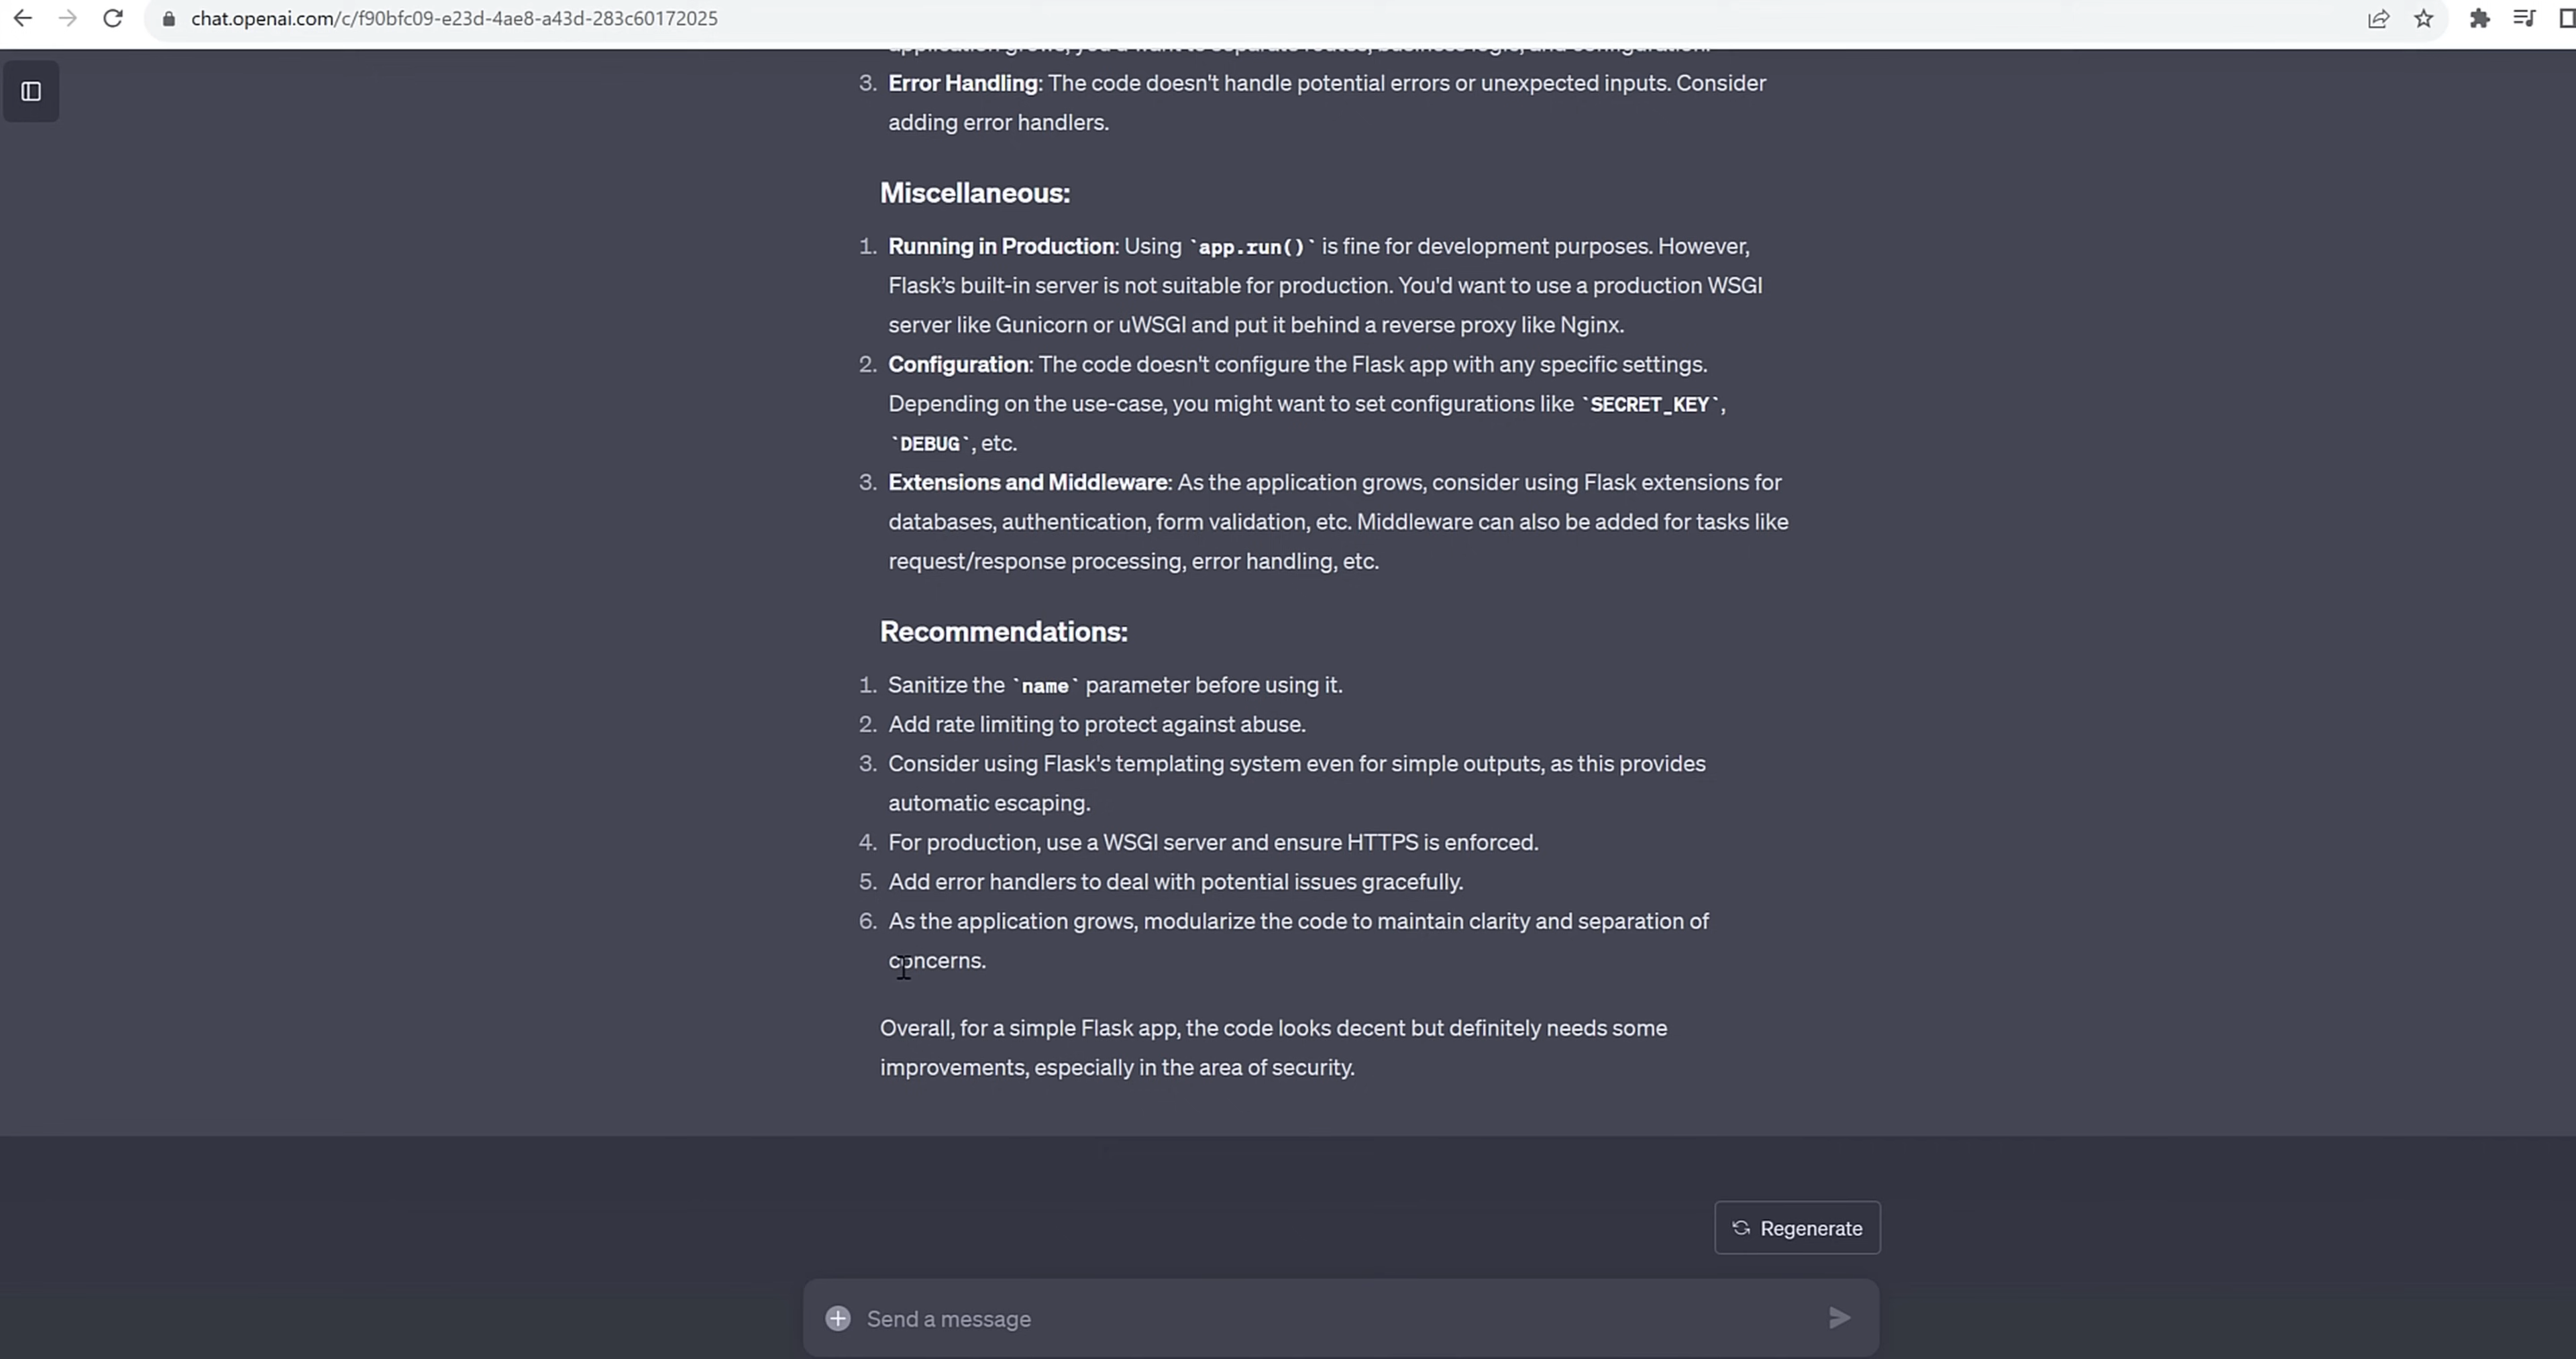 chat.openai.com/c/f90bfc09-e23d-4ae8-a43d-283c60172025
application grows, you'd want to separate routes, business logic, and configuration.
3. Error Handling: The code doesn't handle potential errors or unexpected inputs. Consider
adding error handlers.
Miscellaneous:
1. Running in Production: Using `app.run()` is fine for development purposes. However,
Flask’s built-in server is not suitable for production. You'd want to use a production WSGI
server like Gunicorn or uWSGI and put it behind a reverse proxy like Nginx.
2. Configuration: The code doesn't configure the Flask app with any specific settings.
Depending on the use-case, you might want to set configurations like `SECRET_KEY`,
`DEBUG`, etc.
3. Extensions and Middleware: As the application grows, consider using Flask extensions for
databases, authentication, form validation, etc. Middleware can also be added for tasks like
request/response processing, error handling, etc.
Recommendations:
1. Sanitize the `name` parameter before using it.
2. Add rate limiting to protect against abuse.
3. Consider using Flask's templating system even for simple outputs, as this provides
automatic escaping.
4. For production, use a WSGI server and ensure HTTPS is enforced.
5. Add error handlers to deal with potential issues gracefully.
6. As the application grows, modularize the code to maintain clarity and separation of
concerns.
Overall, for a simple Flask app, the code looks decent but definitely needs some
improvements, especially in the area of security.
Regenerate
Send a message